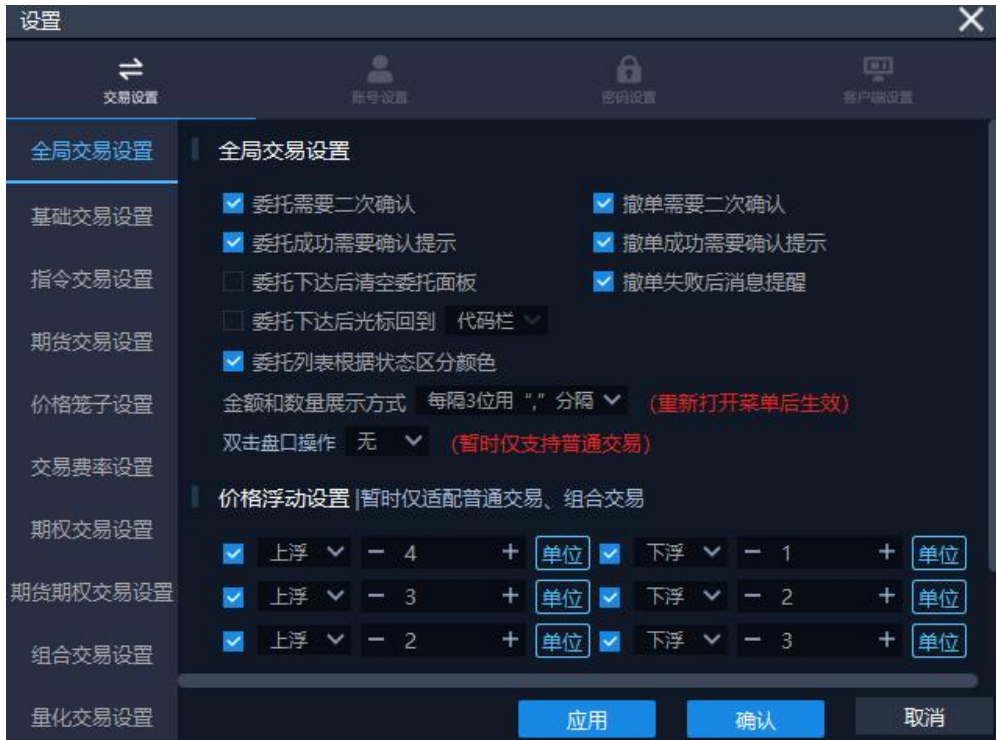 设置
交易设置 账号设置 密码设置 客户端设置
全局交易设置
基础交易设置
指令交易设置
期货交易设置
价格笼子设置
交易费率设置
期权交易设置
期货期权交易设置
组合交易设置
量化交易设置
全局交易设置
委托需要二次确认 撤单需要二次确认
委托成功需要确认提示 撤单成功需要确认提示
委托下达后清空委托面板 撤单失败后消息提醒
委托下达后光标回到 代码栏
委托列表根据状态区分颜色
金额和数量展示方式 每隔3位用“,”分隔 (重新打开菜单后生效)
双击盘口操作 无 (暂时仅支持普通交易)
价格浮动设置 |暂时仅适配普通交易、组合交易
上浮 − 4 + 单位 下浮 − 1 + 单位
上浮 − 3 + 单位 下浮 − 2 + 单位
上浮 − 2 + 单位 下浮 − 3 + 单位
应用 确认 取消